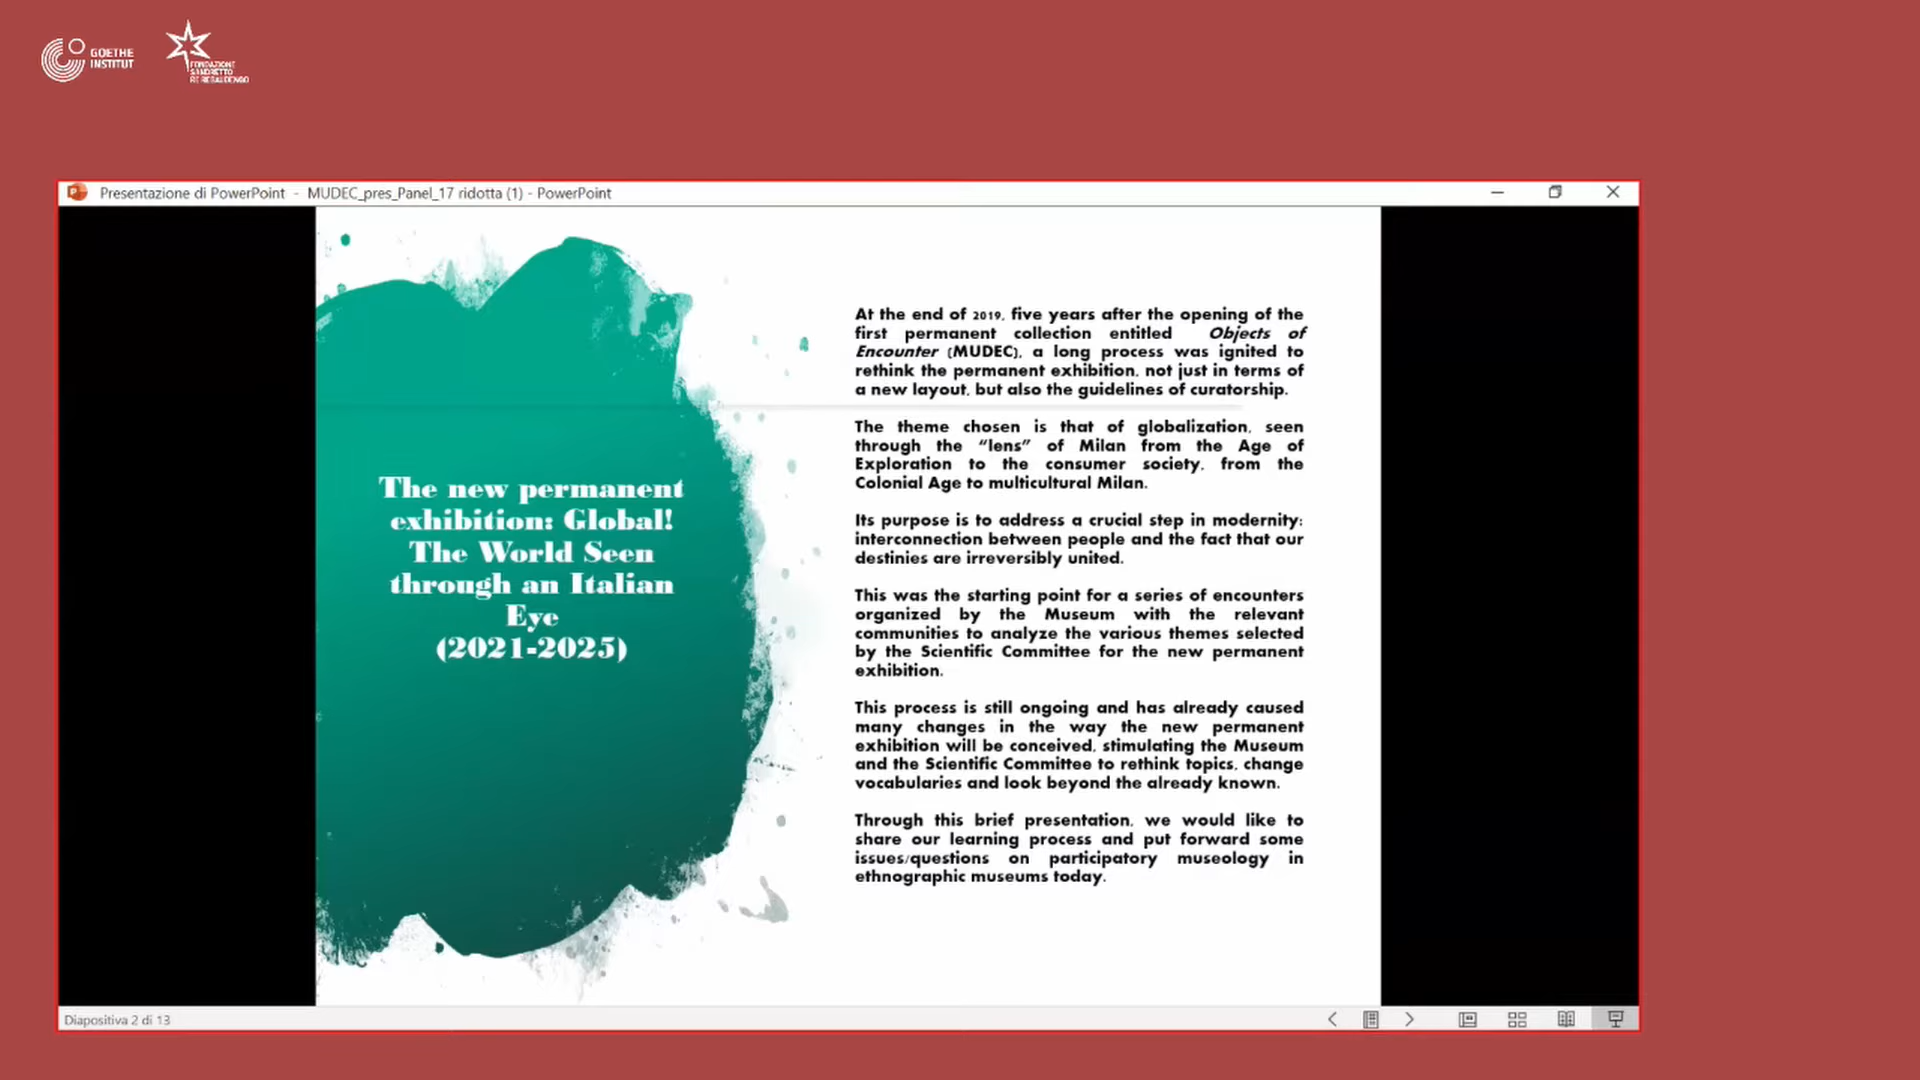 GOETHE
INSTITUT
FONDAZIONE
SANDRETTO
RE REBAUDENGO
Presentazione di PowerPoint - MUDEC_pres_Panel_17 ridotta (1) - PowerPoint
The new permanent
exhibition: Global!
The World Seen
through an Italian
Eye
(2021-2025)
At the end of 2019, five years after the opening of the
first permanent collection entitled Objects of
Encounter (MUDEC), a long process was ignited to
rethink the permanent exhibition, not just in terms of
a new layout, but also the guidelines of curatorship.
The theme chosen is that of globalization, seen
through the “lens” of Milan from the Age of
Exploration to the consumer society, from the
Colonial Age to multicultural Milan.
Its purpose is to address a crucial step in modernity:
interconnection between people and the fact that our
destinies are irreversibly united.
This was the starting point for a series of encounters
organized by the Museum with the relevant
communities to analyze the various themes selected
by the Scientific Committee for the new permanent
exhibition.
This process is still ongoing and has already caused
many changes in the way the new permanent
exhibition will be conceived, stimulating the Museum
and the Scientific Committee to rethink topics, change
vocabularies and look beyond the already known.
Through this brief presentation, we would like to
share our learning process and put forward some
issues/questions on participatory museology in
ethnographic museums today.
Diapositiva 2 di 13